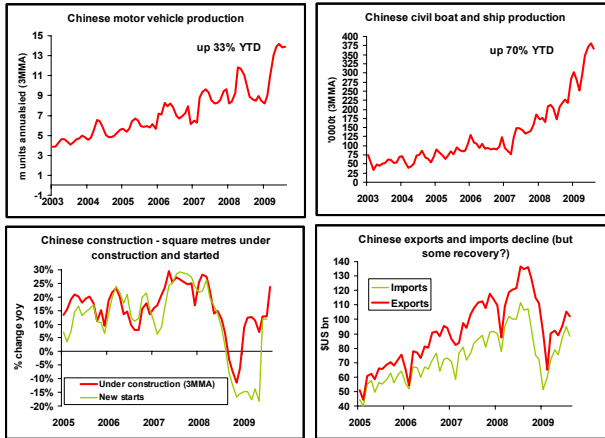 Chinese motor vehicle production
up 33% YTD
m units annualisied (3MMA)
15
13
11
9
7
5
3
1
-1
2003 2004 2005 2006 2007 2008 2009
Chinese civil boat and ship production
up 70% YTD
'0000t (3MMA)
400
375
350
325
300
275
250
225
200
175
150
125
100
75
50
25
0
2003 2004 2005 2006 2007 2008 2009
Chinese construction - square metres under
construction and started
% change yoy
30%
25%
20%
15%
10%
5%
0%
-5%
-10%
-15%
-20%
Under construction (3MMA)
New starts
2005 2006 2007 2008 2009
Chinese exports and imports decline (but
some recovery?)
$US bn
$140
$130
$120
$110
$100
$90
$80
$70
$60
$50
$40
Imports
Exports
2005 2006 2007 2008 2009